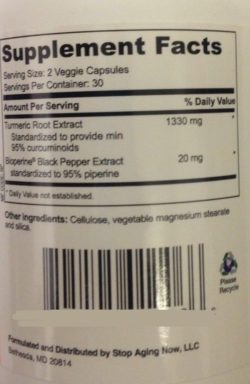 Supplement Facts
Serving Size: 2 Veggie Capsules
Servings Per Container: 30
Amount Per Serving % Daily Value
Turmeric Root Extract 1330 mg *
Standardized to provide min
95% curcuminoids
Bioperine® Black Pepper Extract 20 mg *
standardized to 95% piperine
* Daily Value not established.
Other ingredients: Cellulose, vegetable magnesium stearate
and silica.
Please
Recycle
Formulated and Distributed by Stop Aging Now, LLC
Bethesda, MD 20814